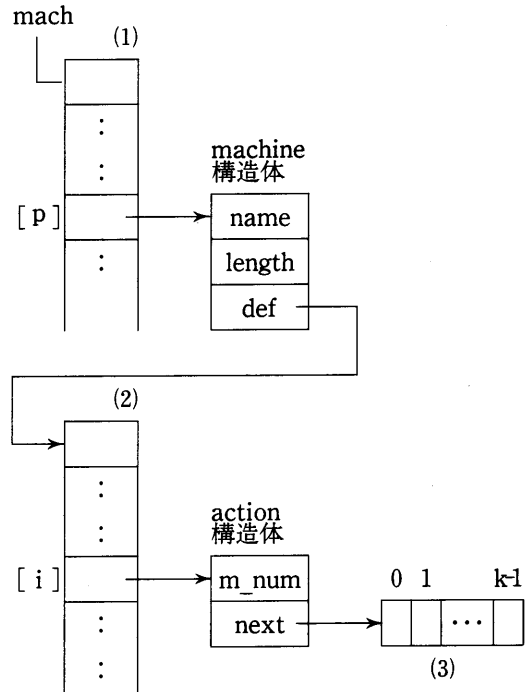 mach
(1)
machine
構造体
[ p ]
name
length
def
(2)
action
構造体
[ i ]
m_num
next
0 1 k-1
(3)